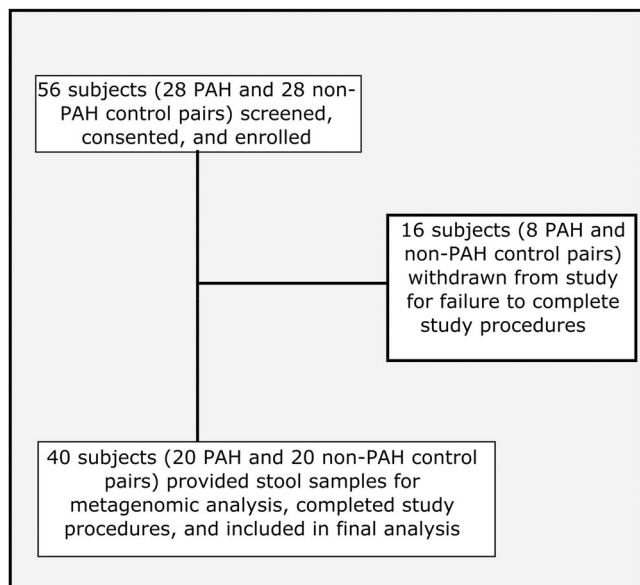 56 subjects (28 PAH and 28 non-
PAH control pairs) screened,
consented, and enrolled
16 subjects (8 PAH and
non-PAH control pairs)
withdrawn from study
for failure to complete
study procedures
40 subjects (20 PAH and 20 non-PAH control
pairs) provided stool samples for
metagenomic analysis, completed study
procedures, and included in final analysis